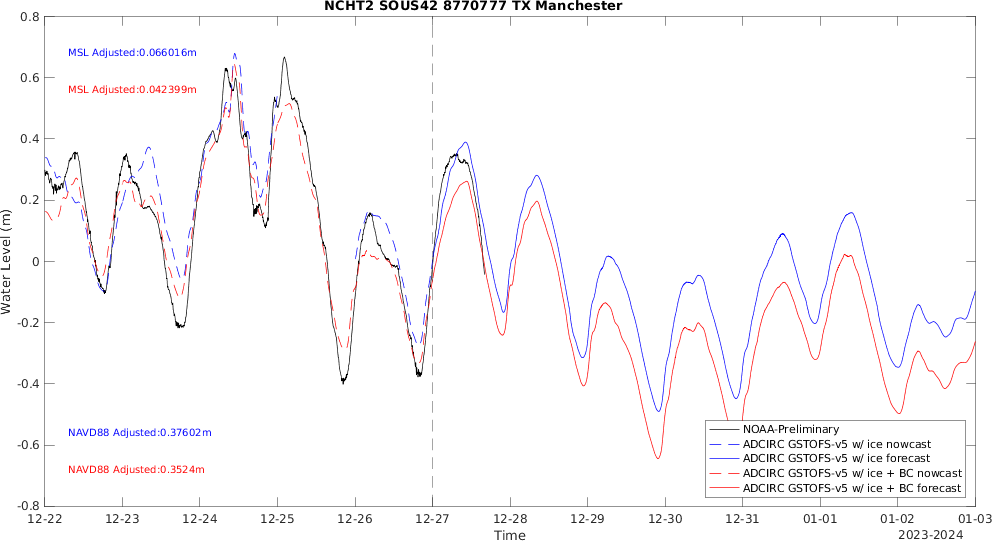 NCHT2 SOUS42 8770777 TX Manchester
0.8
0.6
0.4
0.2
0
-0.2
-0.4
-0.6
-0.8
Water Level (m)
MSL Adjusted:0.066016m
MSL Adjusted:0.042399m
NAVD88 Adjusted:0.37602m
NAVD88 Adjusted:0.3524m
NOAA-Preliminary
ADCIRC GSTOFS-v5 w/ ice nowcast
ADCIRC GSTOFS-v5 w/ ice forecast
ADCIRC GSTOFS-v5 w/ ice + BC nowcast
ADCIRC GSTOFS-v5 w/ ice + BC forecast
12-22 12-23 12-24 12-25 12-26 12-27 12-28 12-29 12-30 12-31 01-01 01-02 01-03
Time
2023-2024